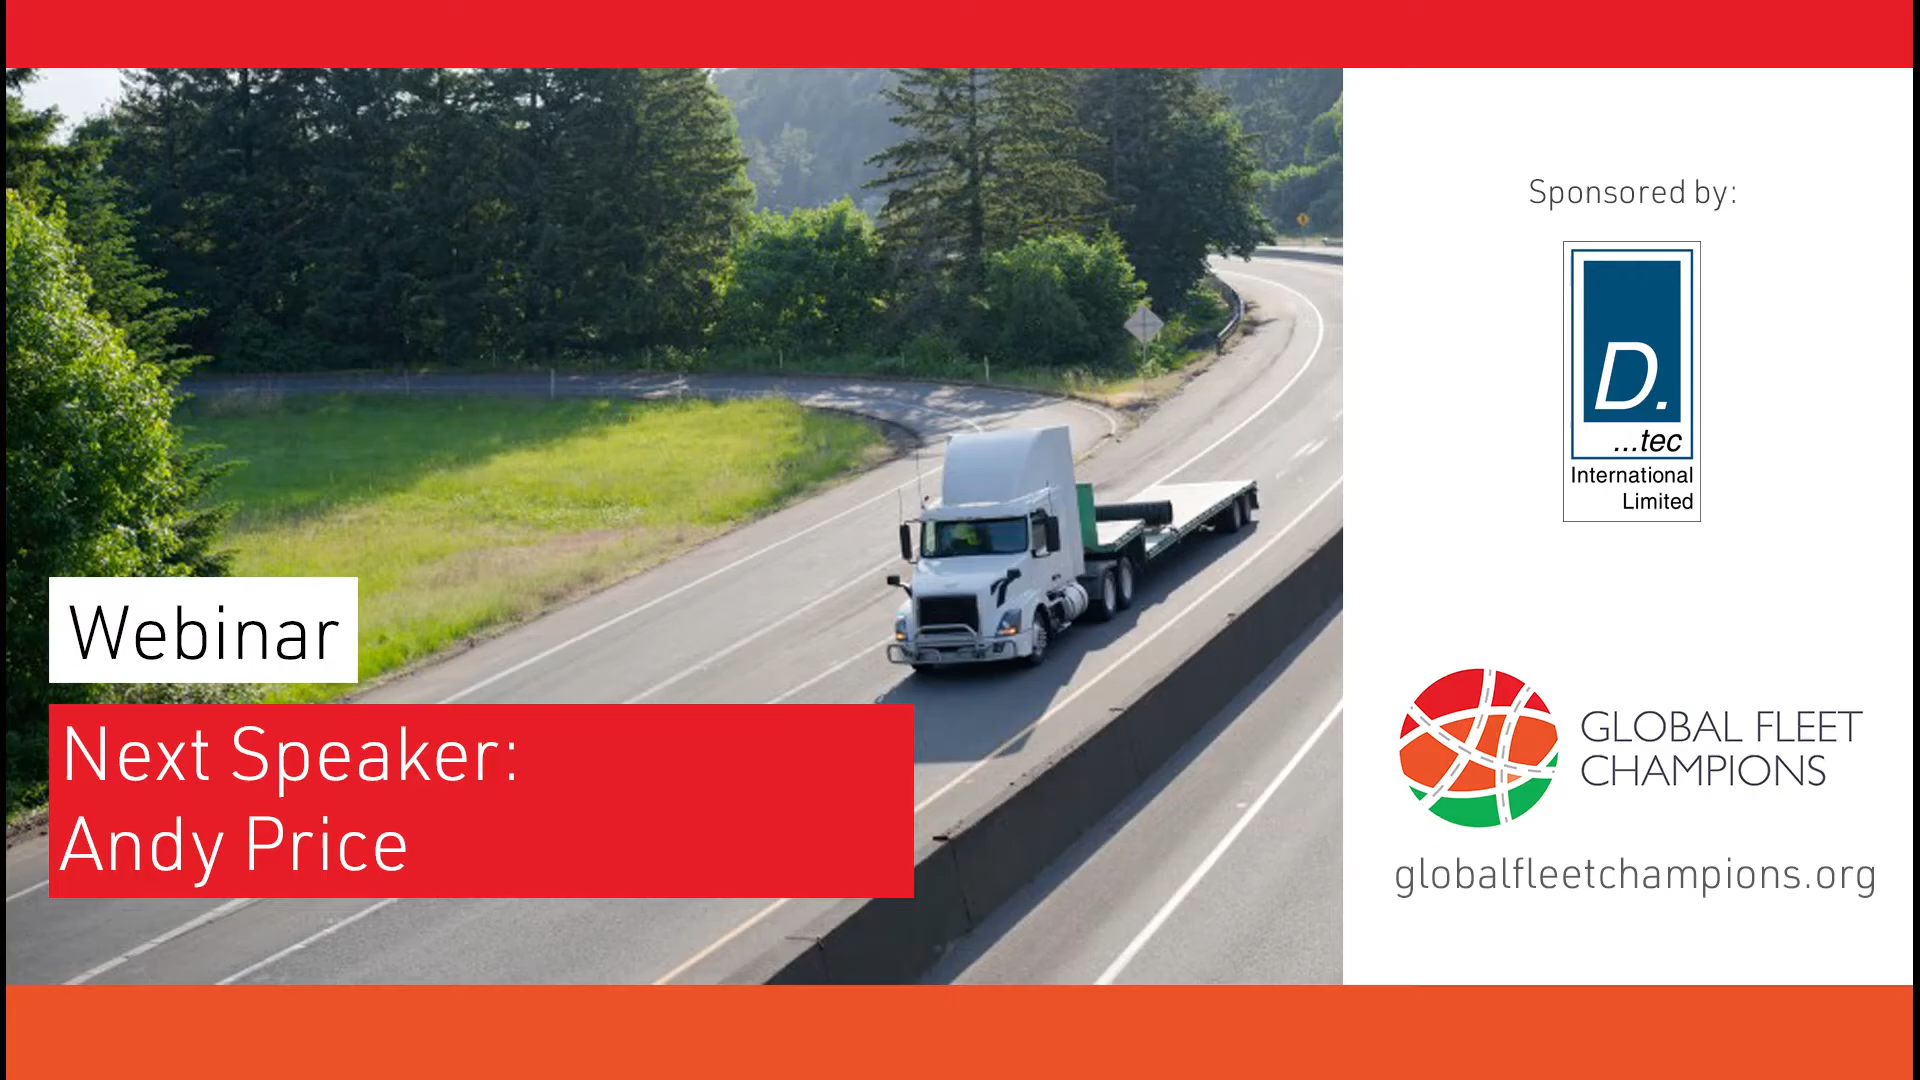 Webinar
Next Speaker:
Andy Price
Sponsored by:
D.
...tec
International
Limited
GLOBAL FLEET
CHAMPIONS
globalfleetchampions.org